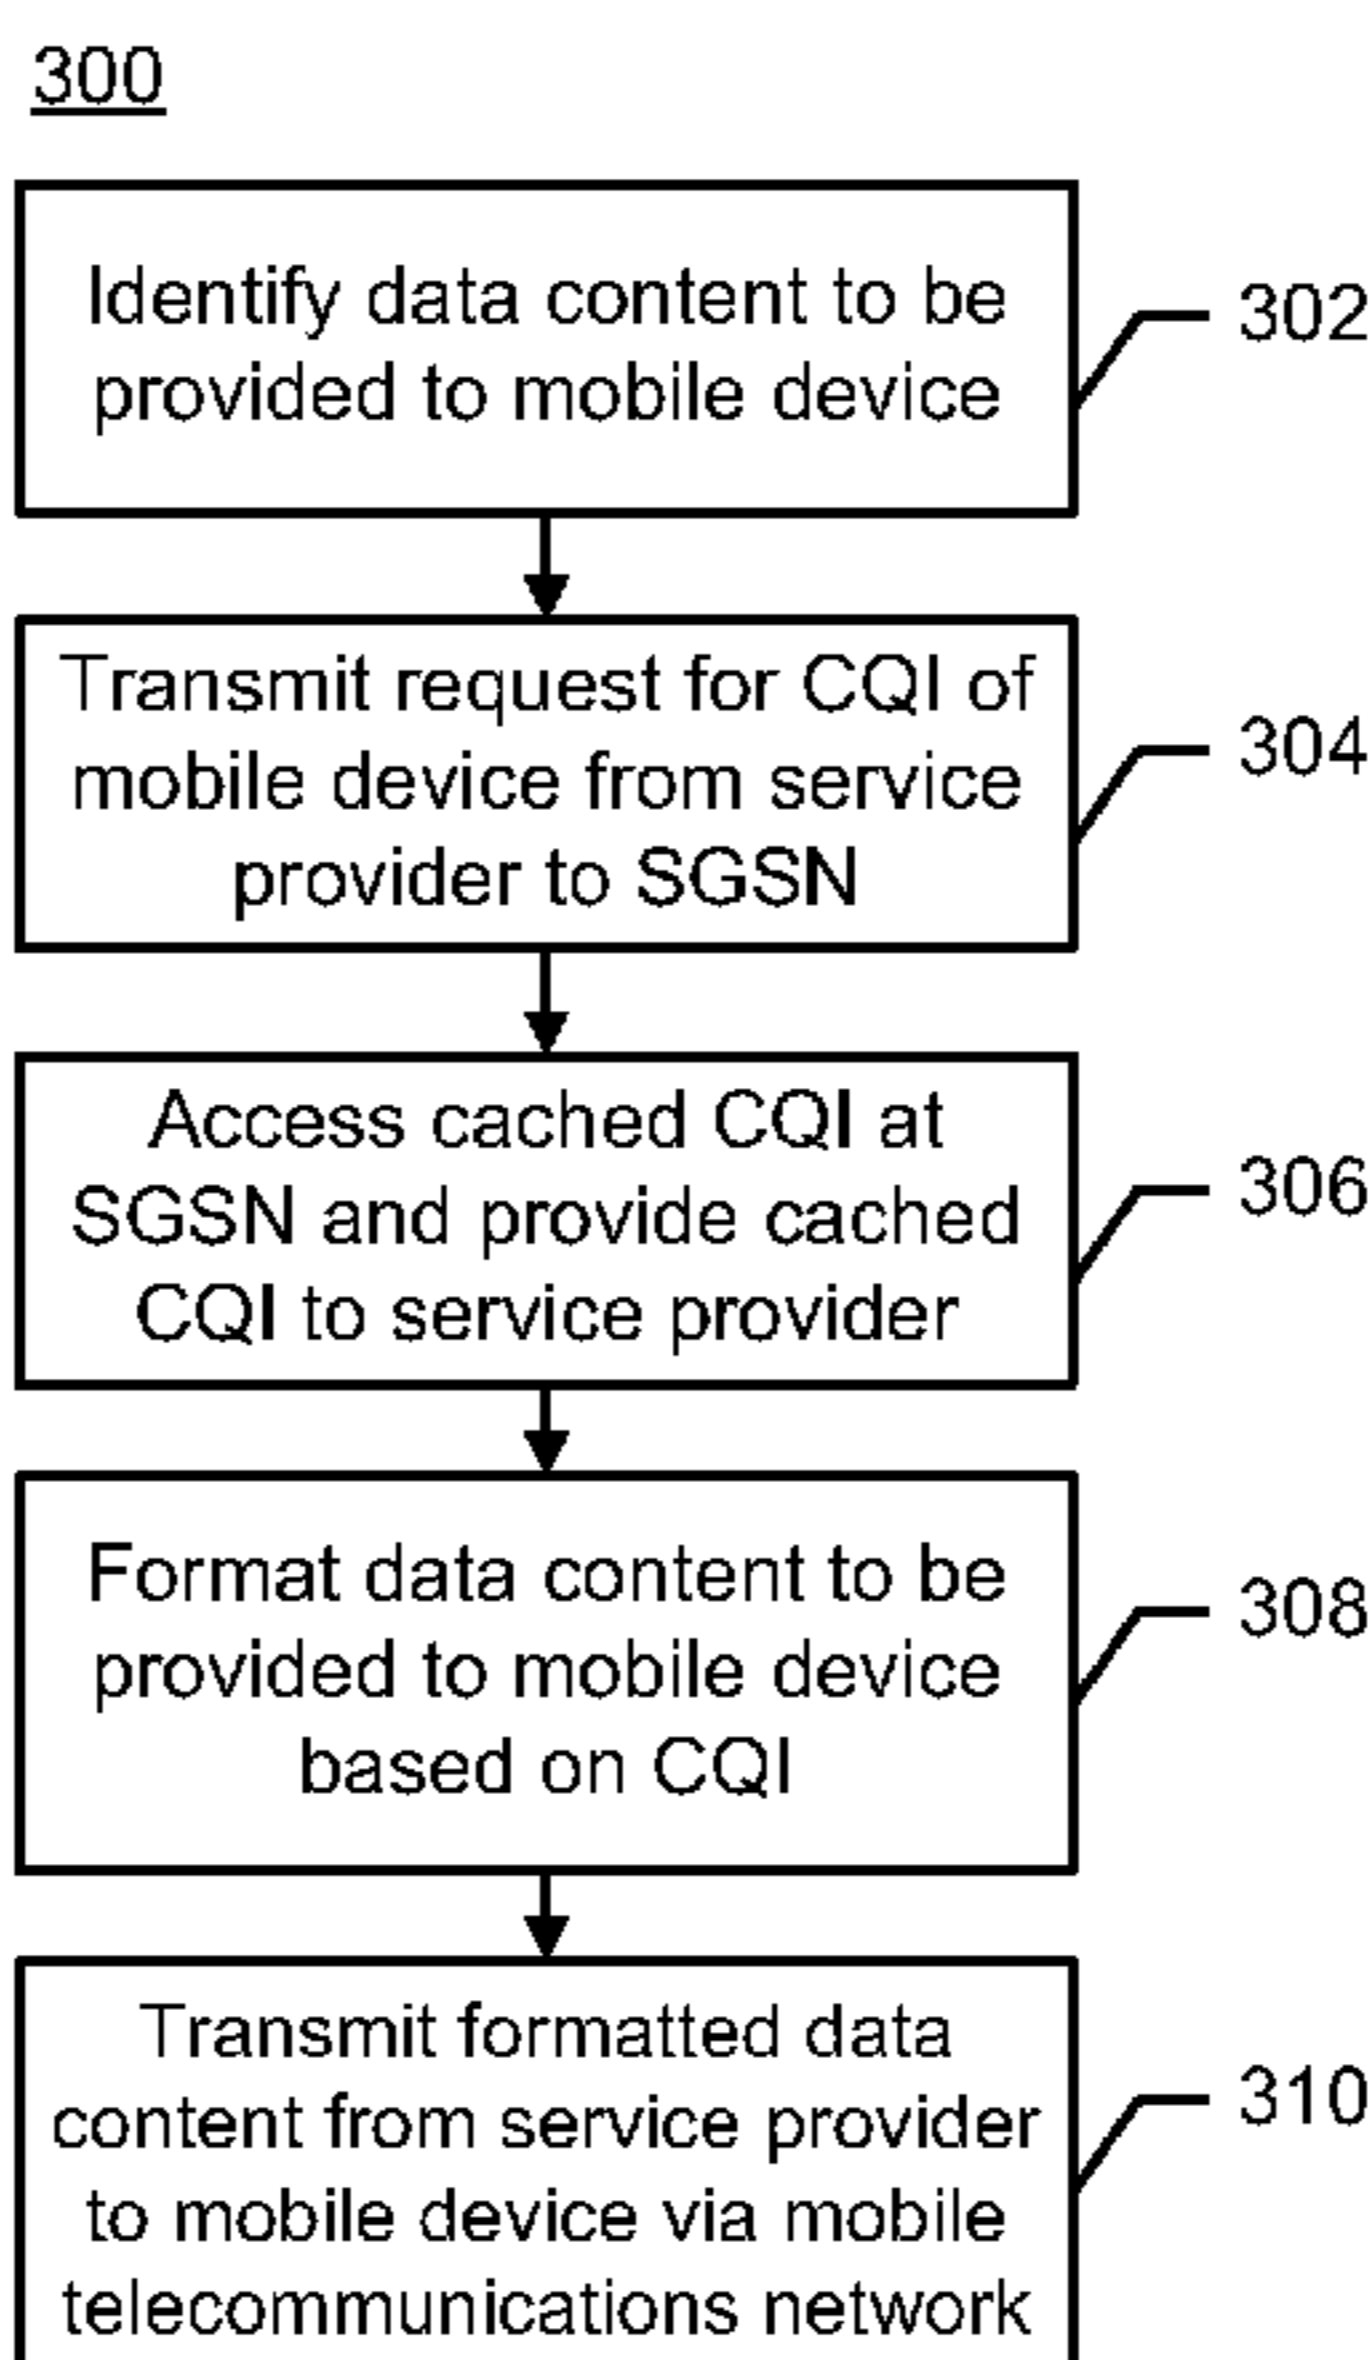 300
Identify data content to be
provided to mobile device
302
Transmit request for CQI of
mobile device from service
provider to SGSN
304
Access cached CQI at
SGSN and provide cached
CQI to service provider
306
Format data content to be
provided to mobile device
based on CQI
308
Transmit formatted data
content from service provider
to mobile device via mobile
telecommunications network
310